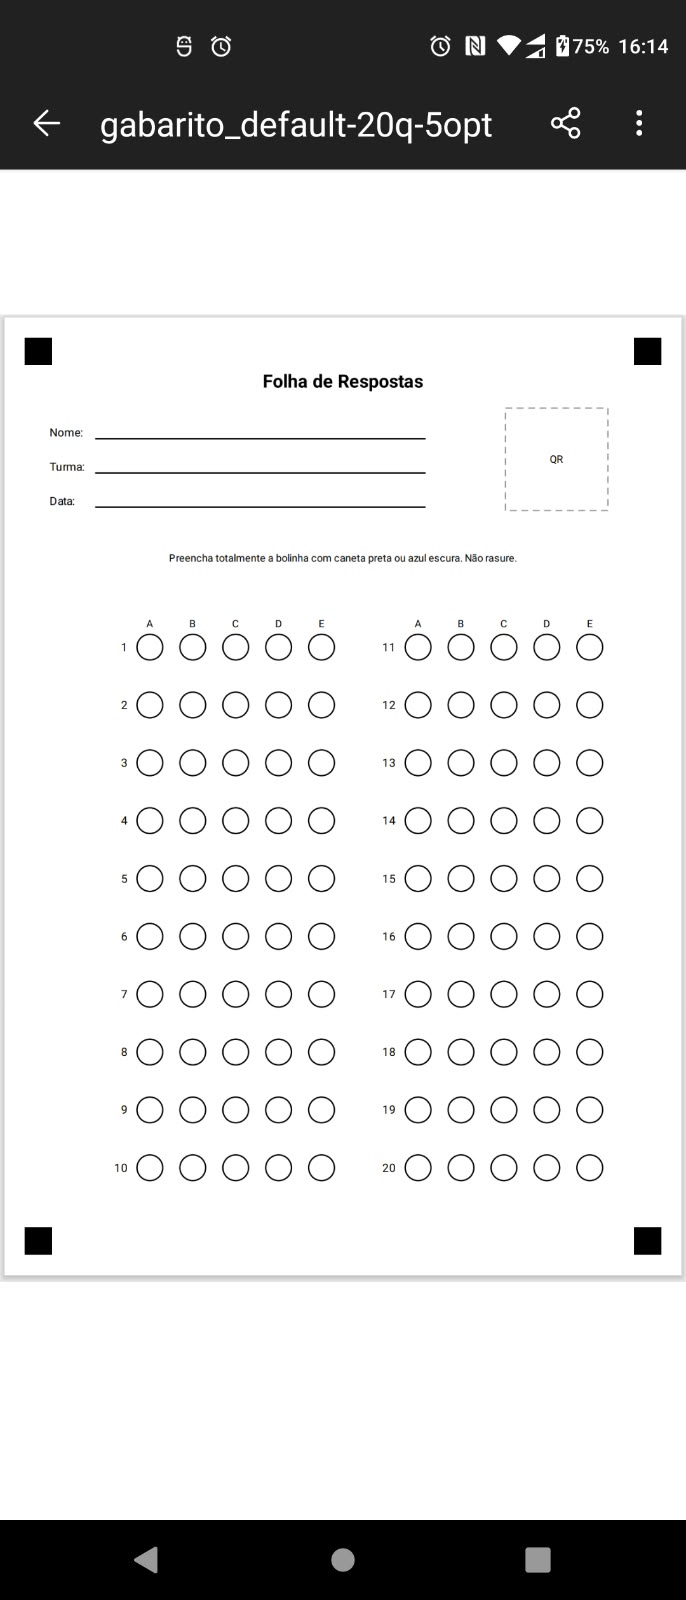 75% 16:14
gabarito_default-20q-5opt
Folha de Respostas
Nome:
Turma:
Data:
QR
Preencha totalmente a bolinha com caneta preta ou azul escura. Não rasure.
A B C D E A B C D E
1 11
2 12
3 13
4 14
5 15
6 16
7 17
8 18
9 19
10 20